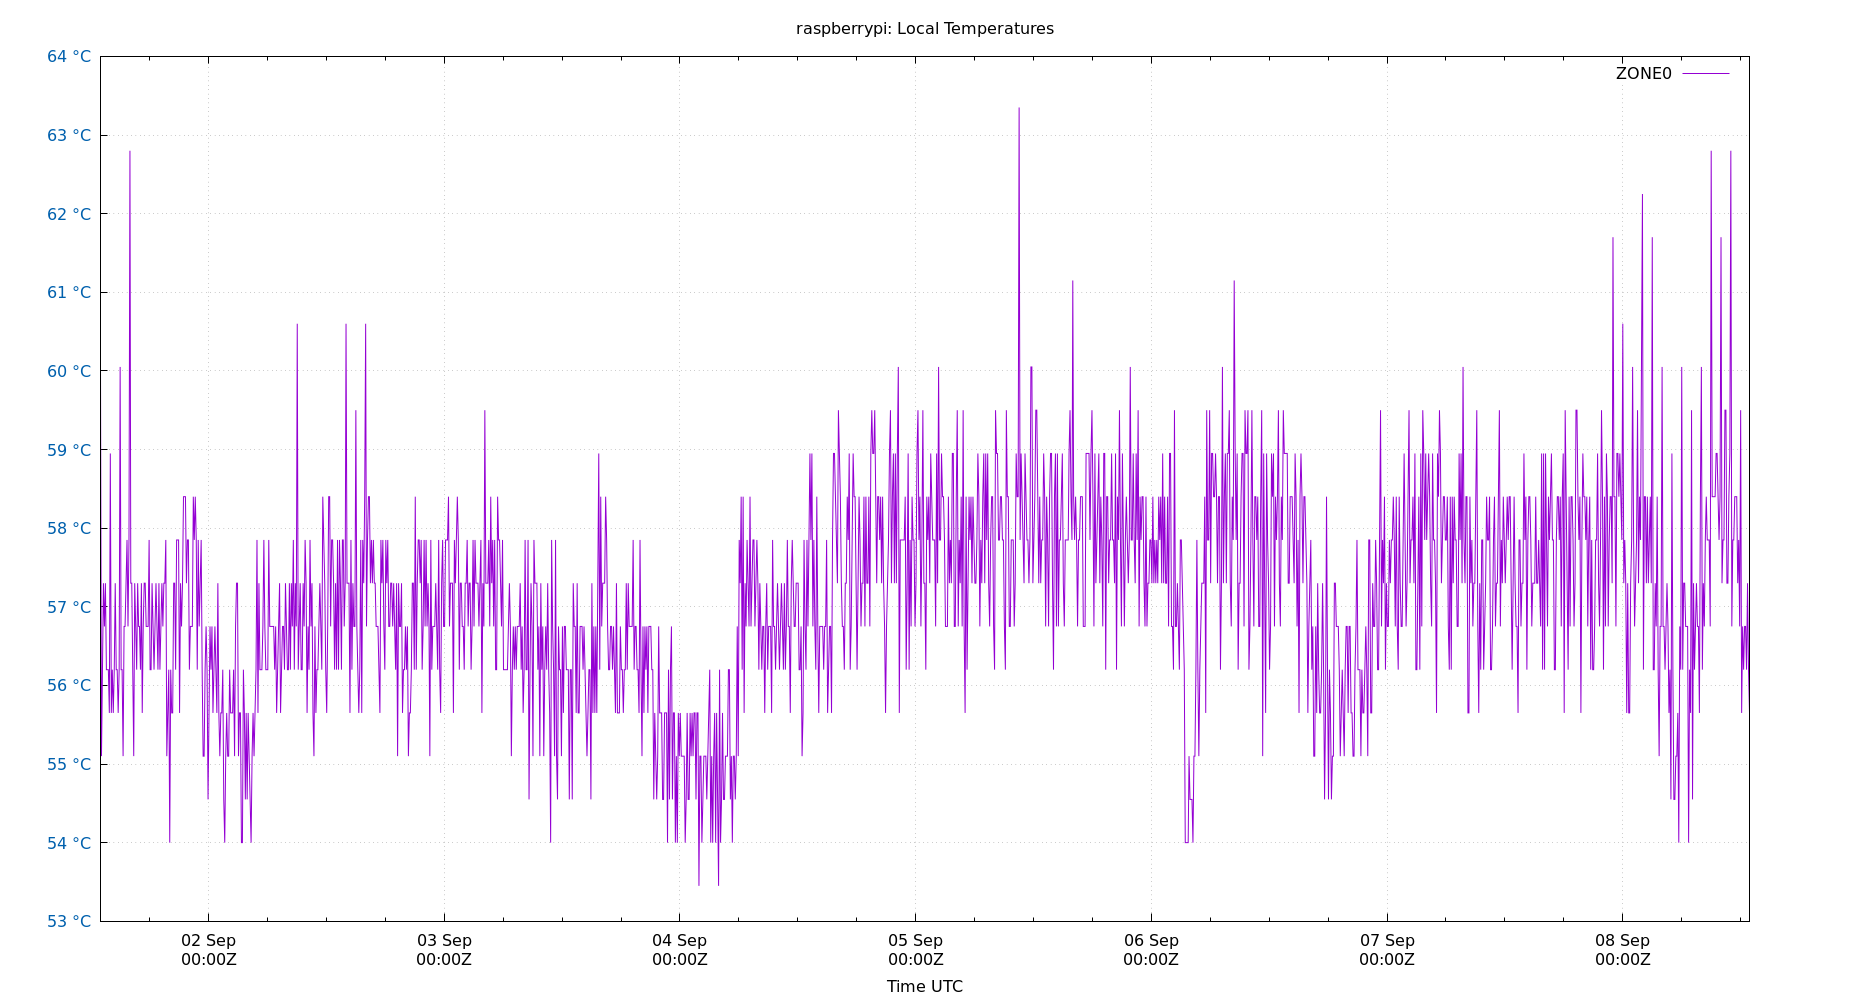 raspberrypi: Local Temperatures
64 °C
ZONE0
63 °C
62 °C
61 °C
60 °C
59 °C
58 °C
57 °C
56 °C
55 °C
54 °C
53 °C
02 Sep 03 Sep 04 Sep 05 Sep 06 Sep 07 Sep 08 Sep
00:00Z 00:00Z 00:00Z 00:00Z 00:00Z 00:00Z 00:00Z
Time UTC